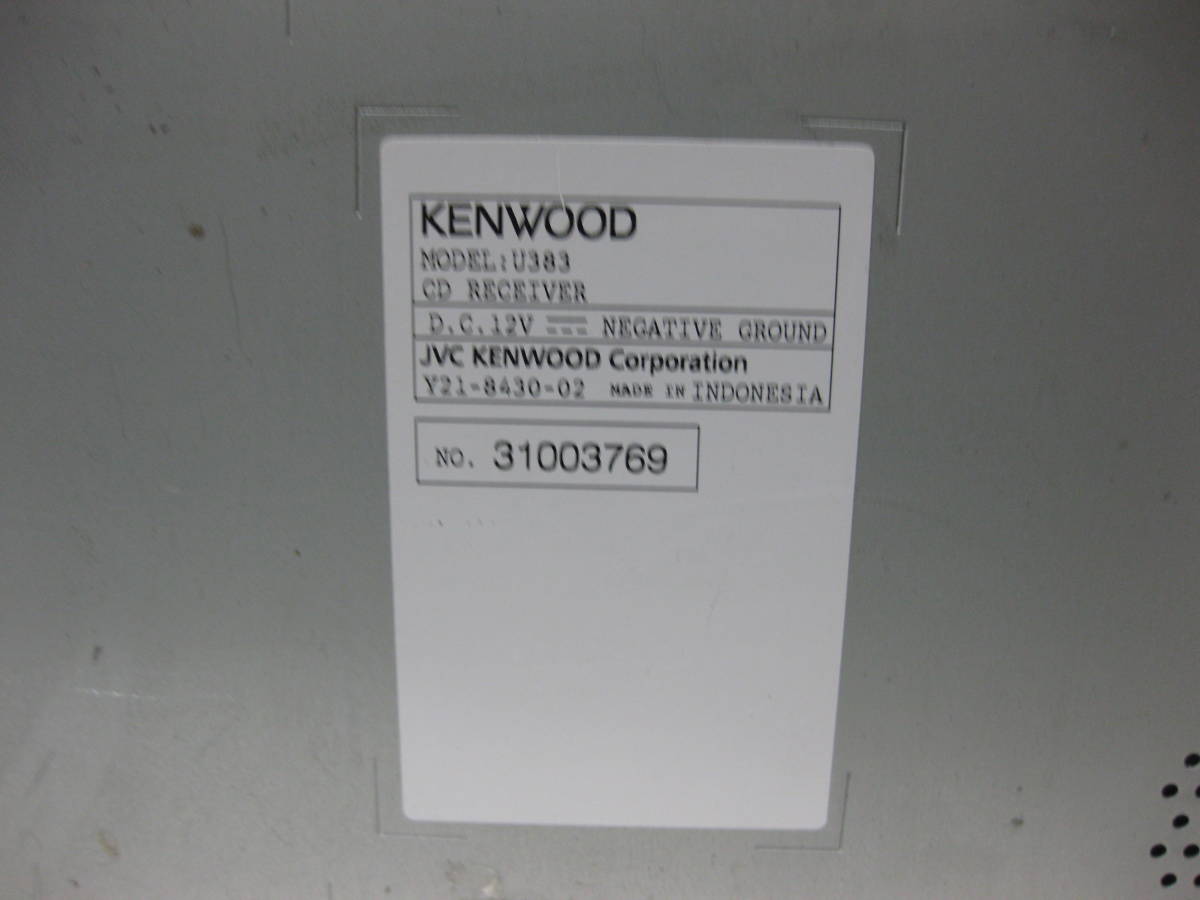 KENWOOD
MODEL:U383
CD RECEIVER
D.C.12V NEGATIVE GROUND
JVC KENWOOD Corporation
Y21-8430-02 MADE IN INDONESIA
NO. 31003769